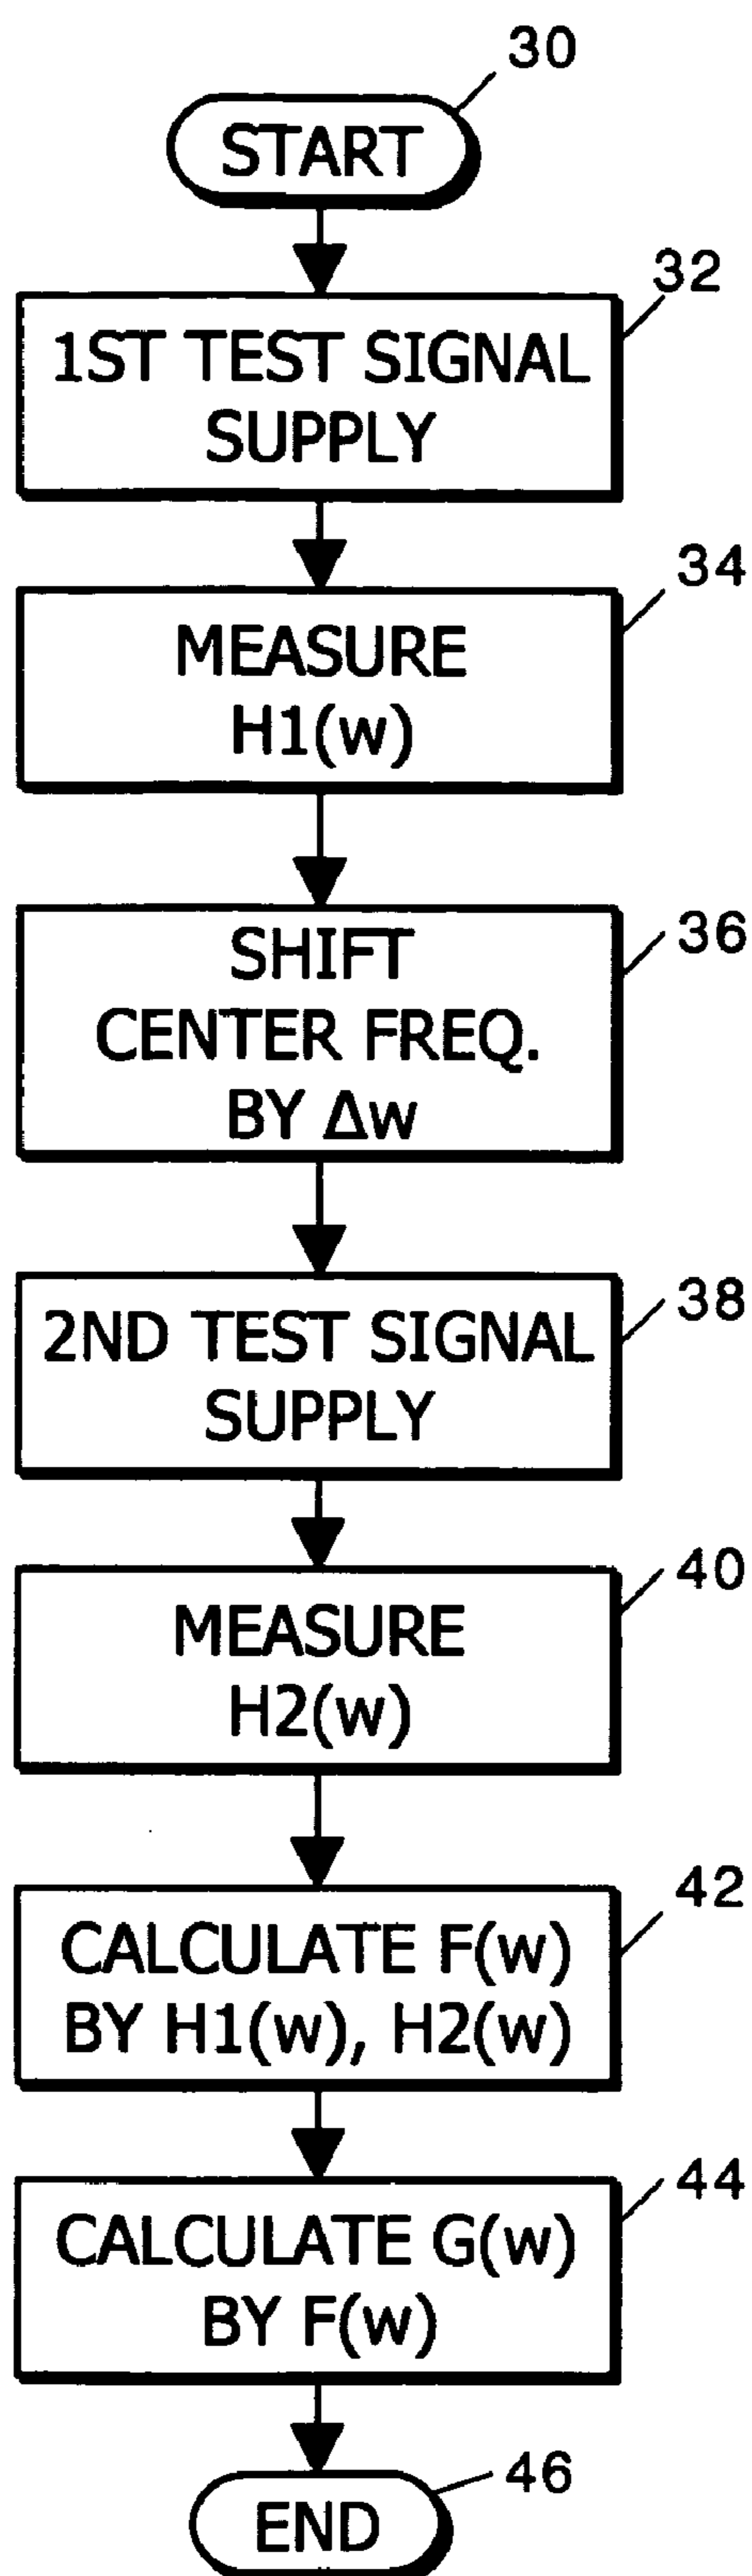 30
START
32
1ST TEST SIGNAL
SUPPLY
34
MEASURE
H1(w)
36
SHIFT
CENTER FREQ.
BY Δw
38
2ND TEST SIGNAL
SUPPLY
40
MEASURE
H2(w)
42
CALCULATE F(w)
BY H1(w), H2(w)
44
CALCULATE G(w)
BY F(w)
46
END